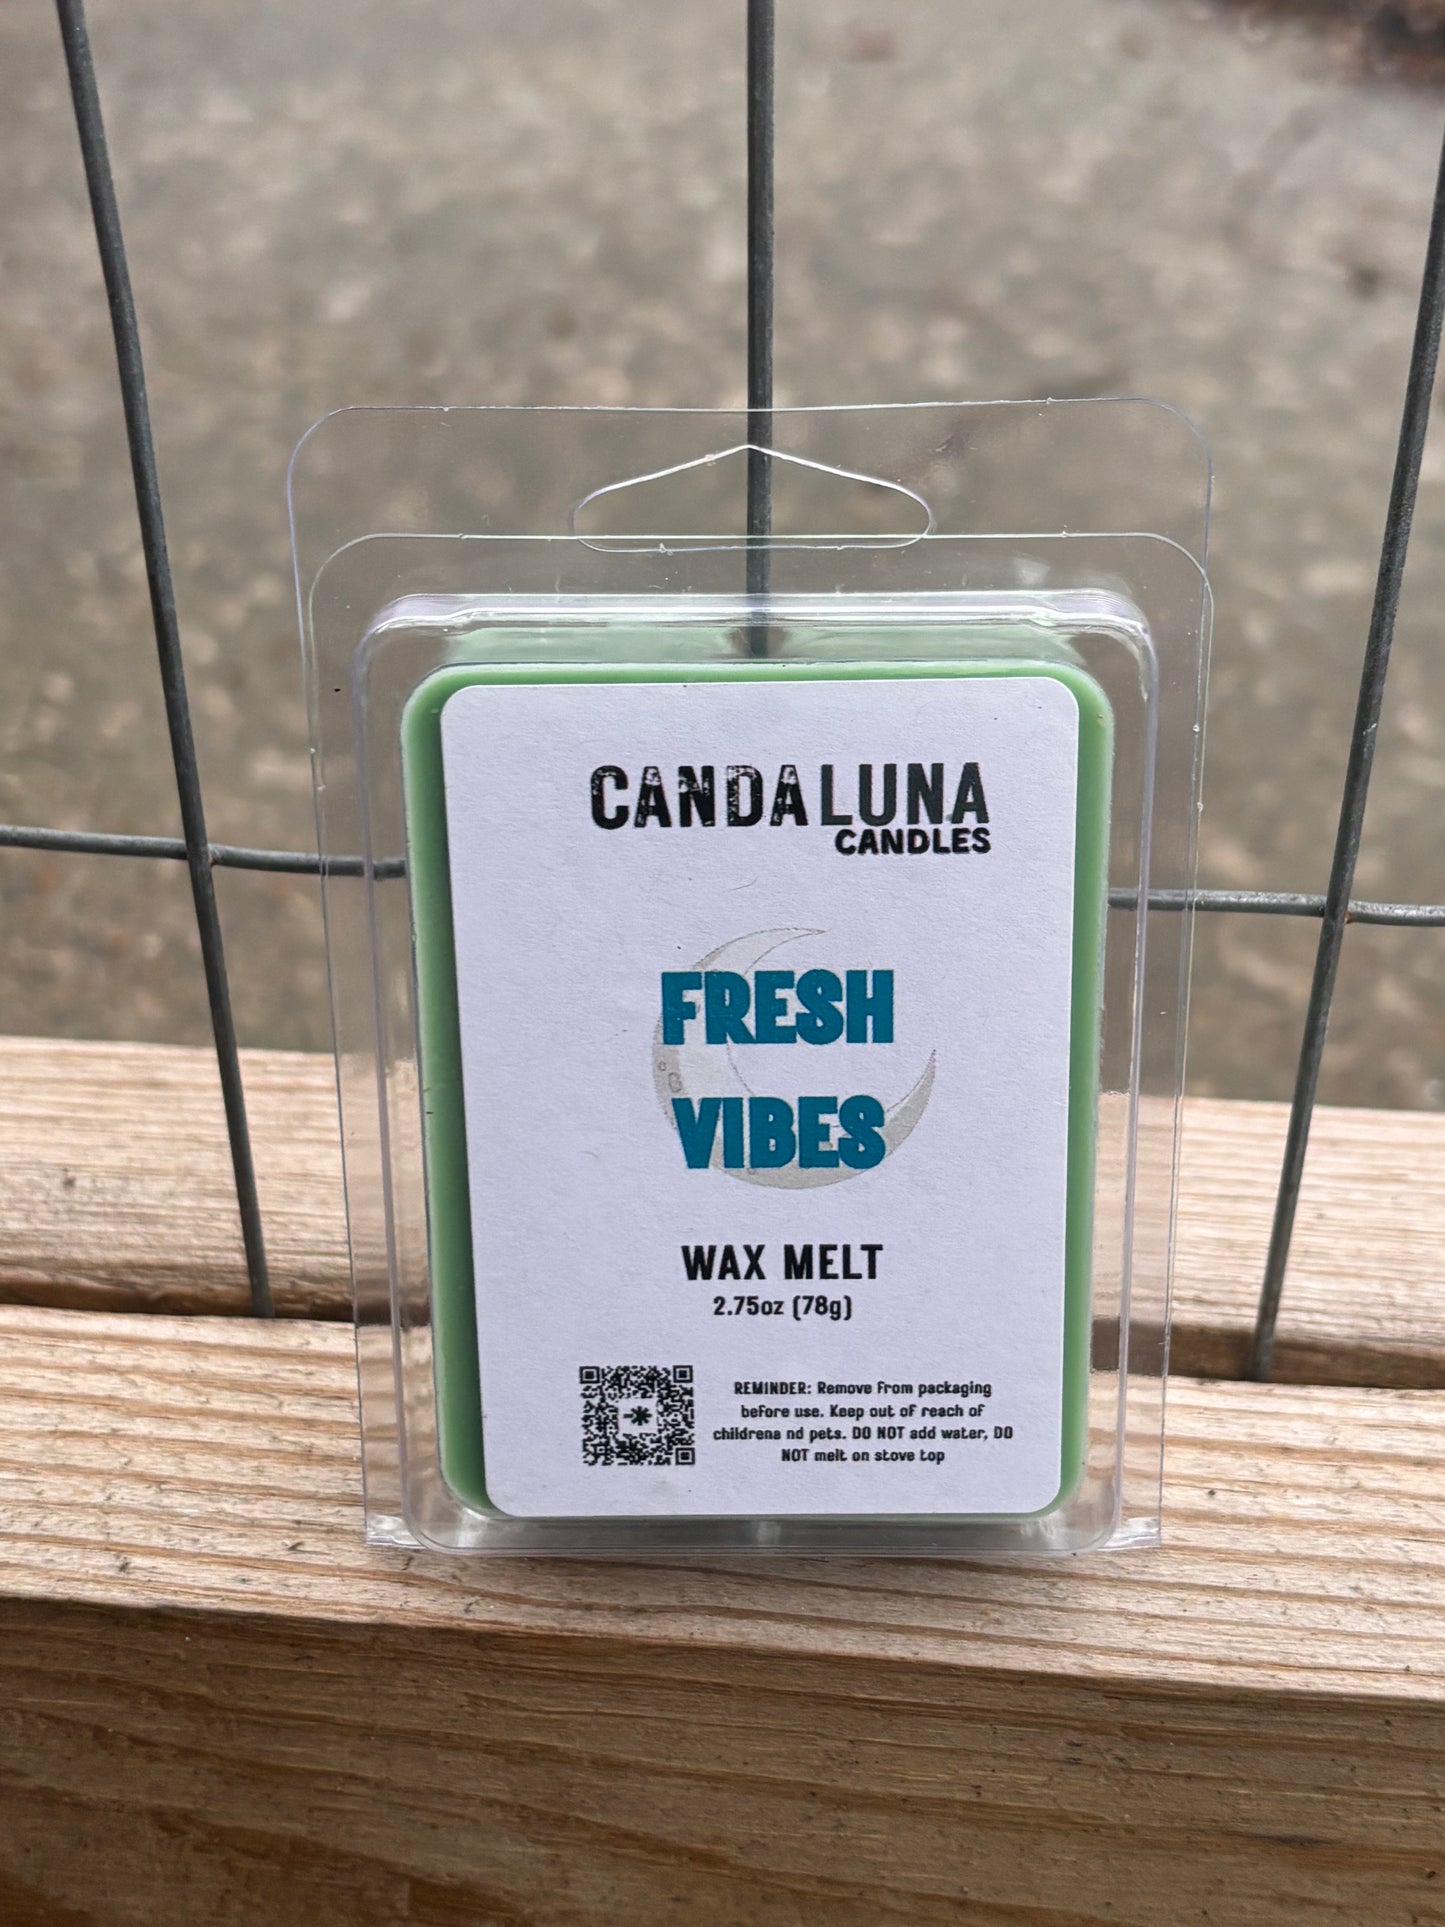 CANDALUNA
CANDLES
FRESH
VIBES
WAX MELT
2.75oz (78g)
REMINDER: Remove from packaging
before use. Keep out of reach of
childrena nd pets. DO NOT add water, DO
NOT melt on stove top